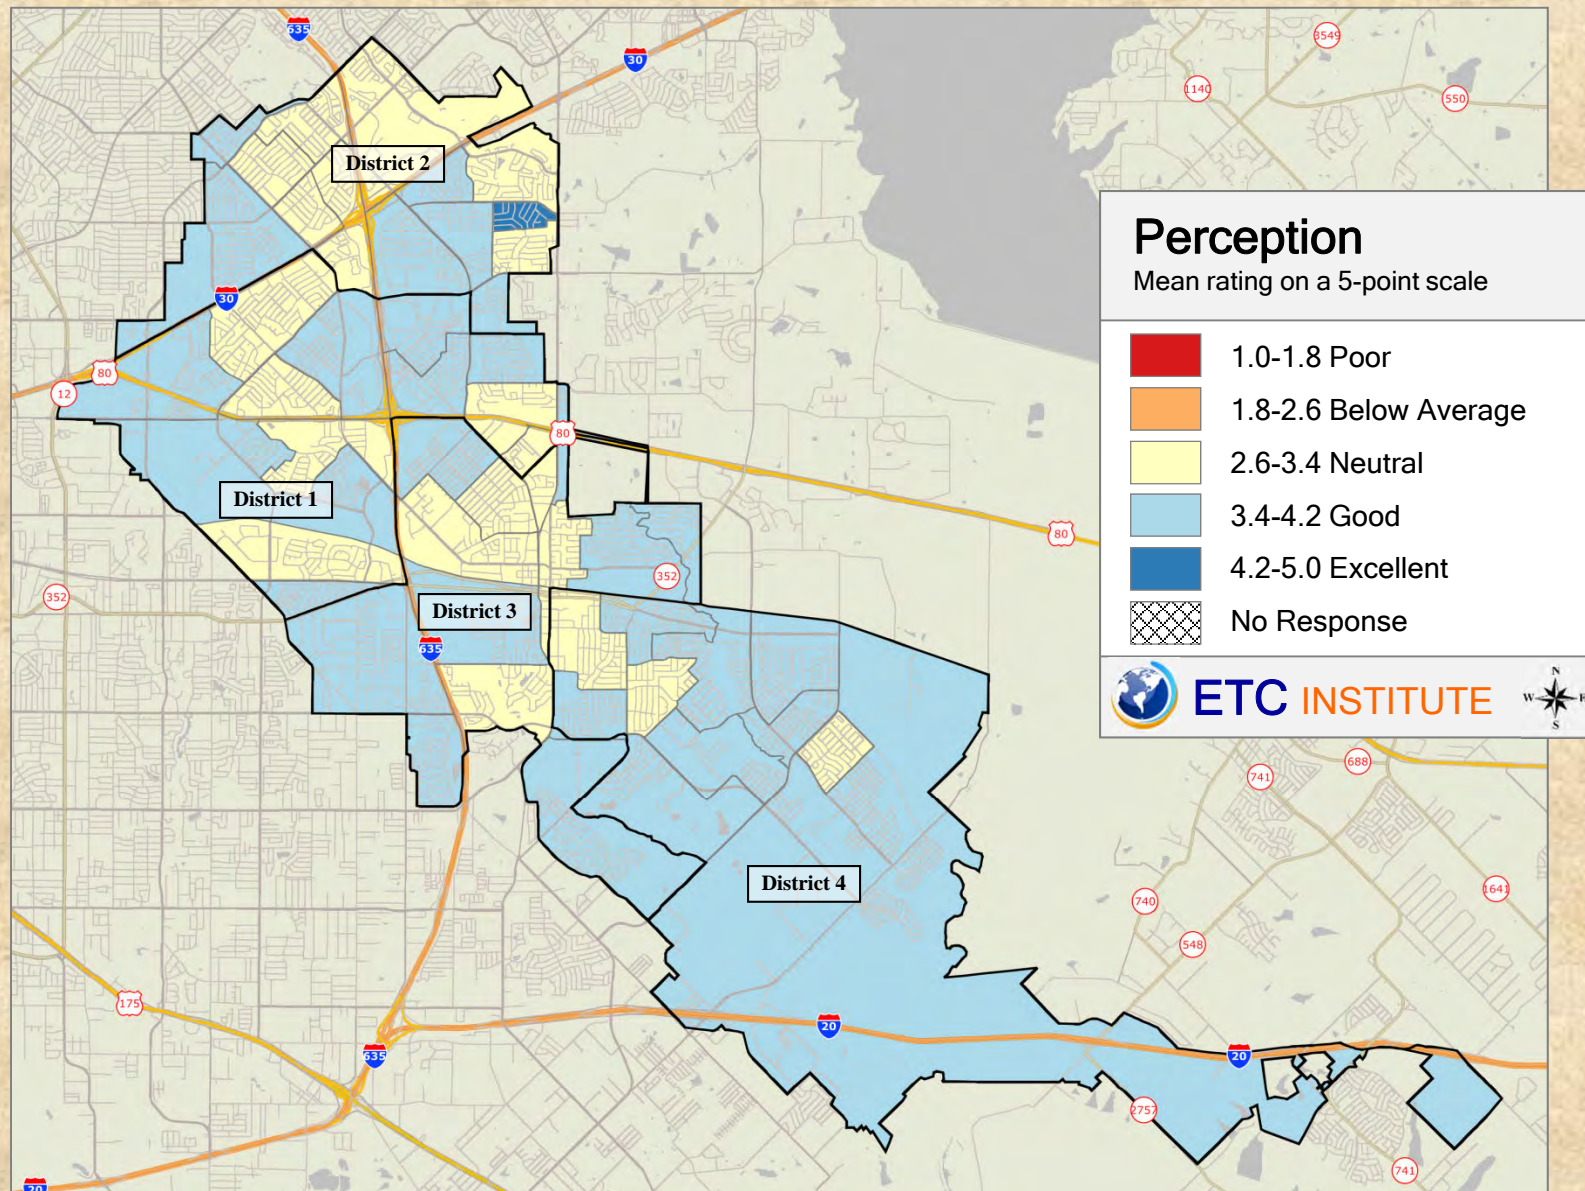 635
30
3549
1140
550
District 2
Perception
Mean rating on a 5-point scale
30
1.0-1.8 Poor
80
12
1.8-2.6 Below Average
80
2.6-3.4 Neutral
District 1
3.4-4.2 Good
80
352
4.2-5.0 Excellent
352
District 3
No Response
635
ETC INSTITUTE
N
W
E
S
688
741
District 4
1641
740
548
175
20
635
20
2757
741
20